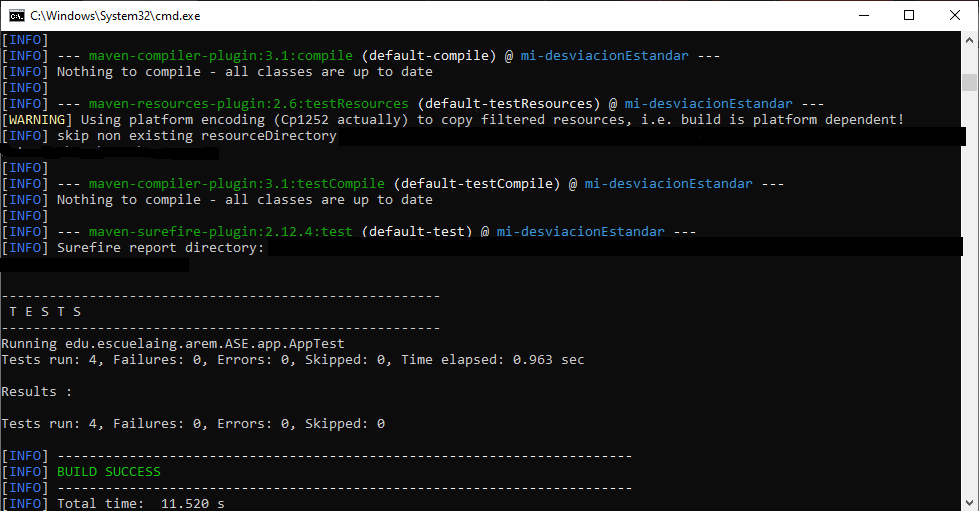 C:\Windows\System32\cmd.exe
[INFO]
[INFO] --- maven-compiler-plugin:3.1:compile (default-compile) @ mi-desviacionEstandar ---
[INFO] Nothing to compile - all classes are up to date
[INFO]
[INFO] --- maven-resources-plugin:2.6:testResources (default-testResources) @ mi-desviacionEstandar ---
[WARNING] Using platform encoding (Cp1252 actually) to copy filtered resources, i.e. build is platform dependent!
[INFO] skip non existing resourceDirectory
[INFO]
[INFO] --- maven-compiler-plugin:3.1:testCompile (default-testCompile) @ mi-desviacionEstandar ---
[INFO] Nothing to compile - all classes are up to date
[INFO]
[INFO] --- maven-surefire-plugin:2.12.4:test (default-test) @ mi-desviacionEstandar ---
[INFO] Surefire report directory:
-------------------------------------------------------
 T E S T S
-------------------------------------------------------
Running edu.escuelaing.arem.ASE.app.AppTest
Tests run: 4, Failures: 0, Errors: 0, Skipped: 0, Time elapsed: 0.963 sec
Results :
Tests run: 4, Failures: 0, Errors: 0, Skipped: 0
[INFO] ------------------------------------------------------------------------
[INFO] BUILD SUCCESS
[INFO] ------------------------------------------------------------------------
[INFO] Total time:  11.520 s